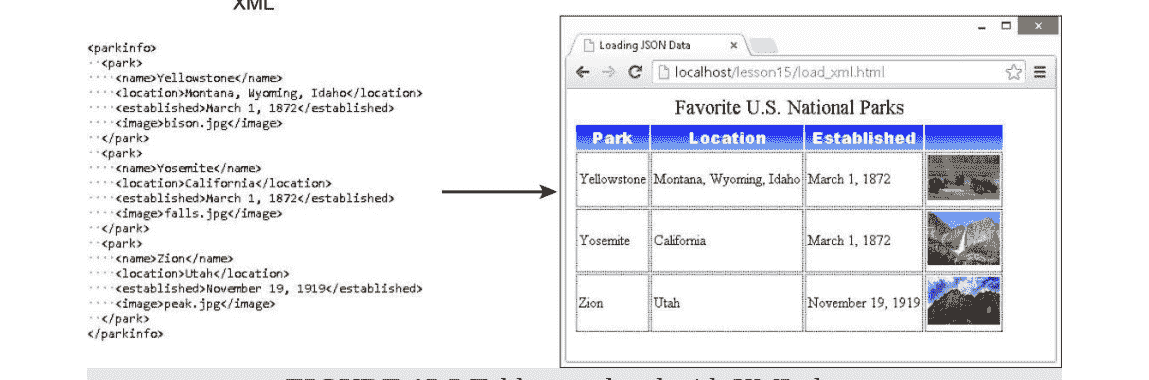 XML
<parkinfo>
··<park>
····<name>Yellowstone</name>
····<location>Montana, Wyoming, Idaho</location>
····<established>March 1, 1872</established>
····<image>bison.jpg</image>
··</park>
··<park>
····<name>Yosemite</name>
····<location>California</location>
····<established>March 1, 1872</established>
····<image>falls.jpg</image>
··</park>
··<park>
····<name>Zion</name>
····<location>Utah</location>
····<established>November 19, 1919</established>
····<image>peak.jpg</image>
··</park>
</parkinfo>
Loading JSON Data
localhost/lesson15/load_xml.html
Favorite U.S. National Parks
Park Location Established
Yellowstone Montana, Wyoming, Idaho March 1, 1872
Yosemite California March 1, 1872
Zion Utah November 19, 1919